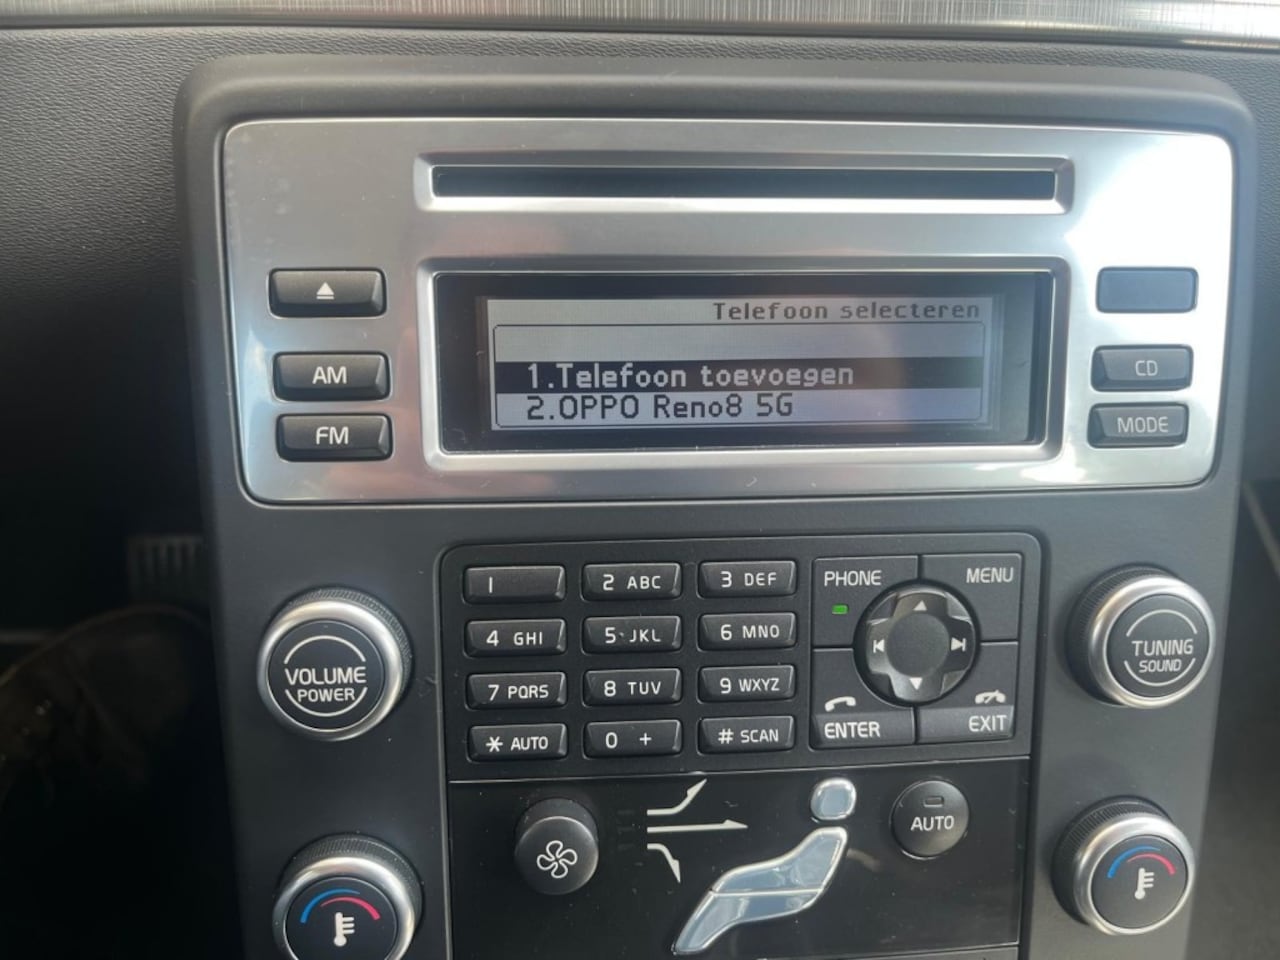 Telefoon selecteren
1.Telefoon toevoegen
2.OPPO Reno8 5G
AM
FM
CD
MODE
1
2 ABC
3 DEF
PHONE
MENU
4 GHI
5 JKL
6 MNO
7 PQRS
8 TUV
9 WXYZ
* AUTO
0 +
# SCAN
ENTER
EXIT
VOLUME
POWER
TUNING
SOUND
AUTO